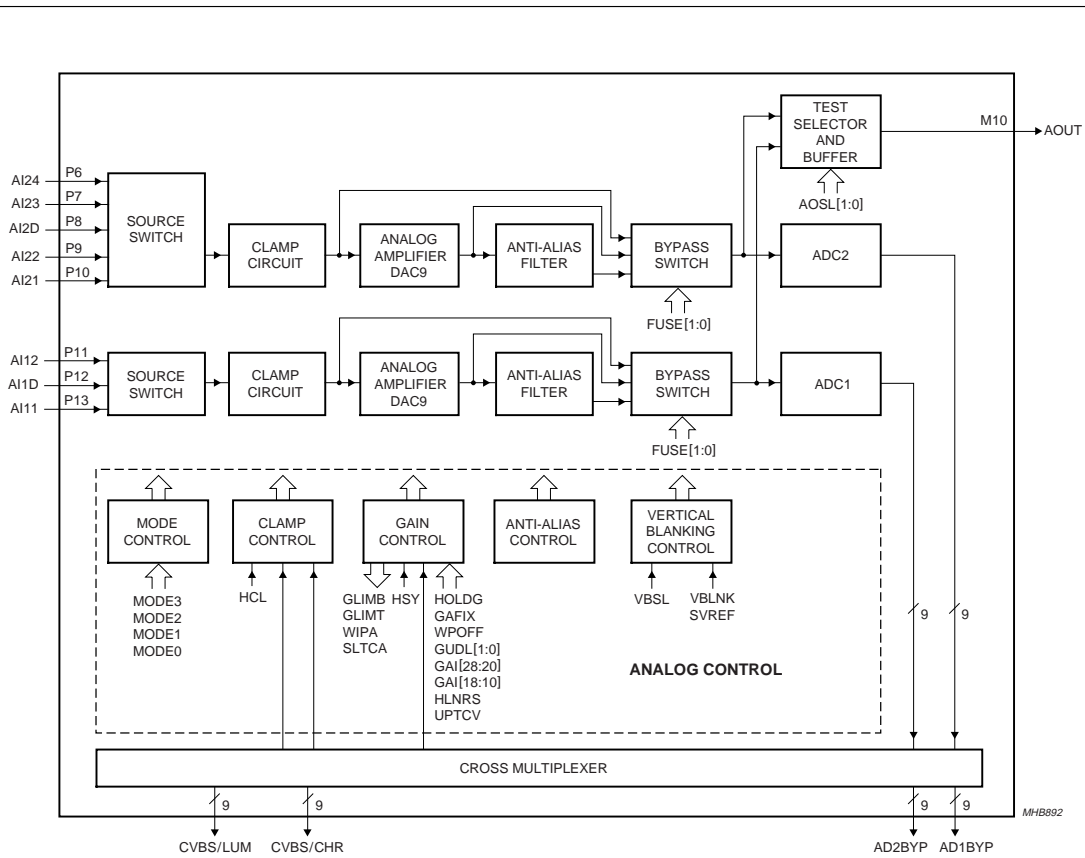 TEST
SELECTOR
AND
BUFFER
M10
AOUT
AOSL[1:0]
AI24
P6
AI23
P7
AI2D
P8
AI22
P9
AI21
P10
SOURCE
SWITCH
CLAMP
CIRCUIT
ANALOG
AMPLIFIER
DAC9
ANTI-ALIAS
FILTER
BYPASS
SWITCH
ADC2
FUSE[1:0]
AI12
P11
AI1D
P12
AI11
P13
SOURCE
SWITCH
CLAMP
CIRCUIT
ANALOG
AMPLIFIER
DAC9
ANTI-ALIAS
FILTER
BYPASS
SWITCH
ADC1
FUSE[1:0]
MODE
CONTROL
CLAMP
CONTROL
GAIN
CONTROL
ANTI-ALIAS
CONTROL
VERTICAL
BLANKING
CONTROL
MODE3
MODE2
MODE1
MODE0
HCL
GLIMB
GLIMT
WIPA
SLTCA
HSY
HOLDG
GAFIX
WPOFF
GUDL[1:0]
GAI[28:20]
GAI[18:10]
HLNRS
UPTCV
VBSL
VBLNK
SVREF
9
9
ANALOG CONTROL
CROSS MULTIPLEXER
9
9
9
9
MHB892
CVBS/LUM
CVBS/CHR
AD2BYP
AD1BYP